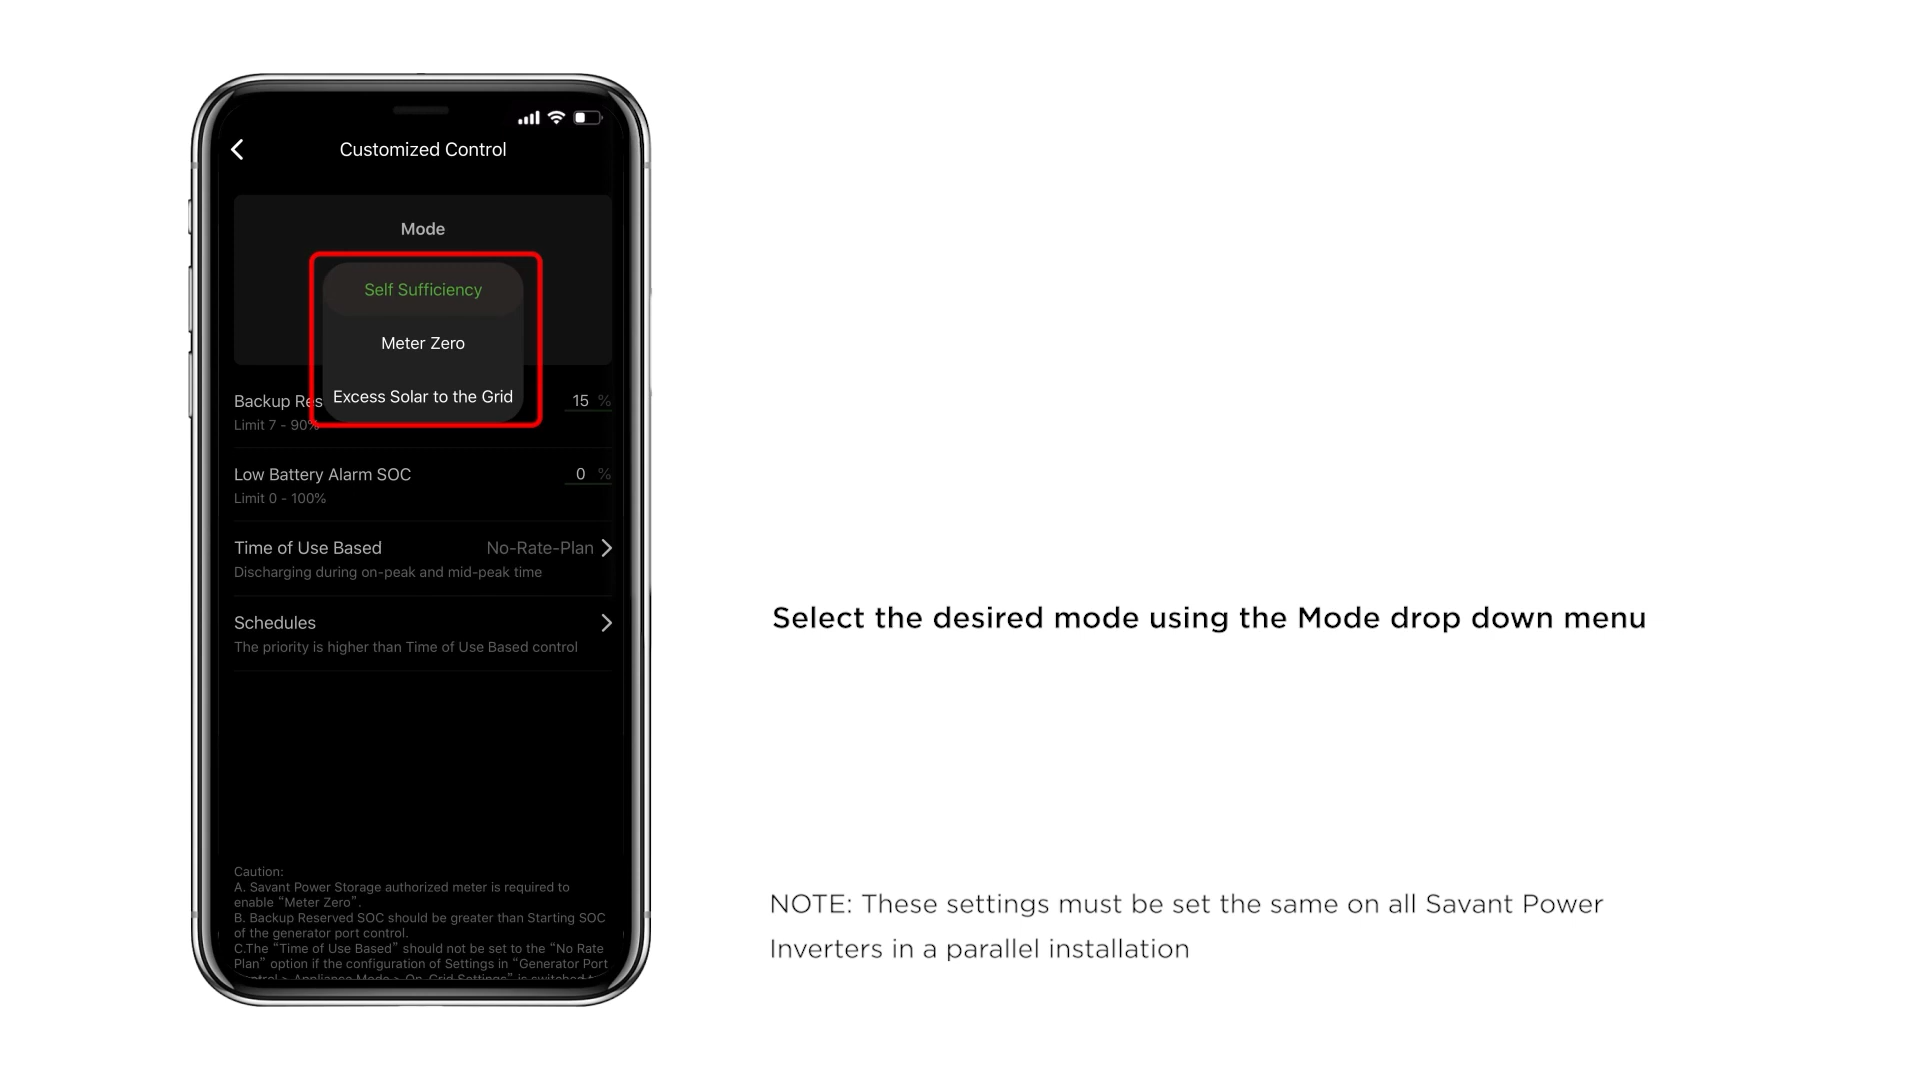 Customized Control
Mode
Self Sufficiency
Meter Zero
Excess Solar to the Grid
Backup Res
15 %
Limit 7 - 90%
Low Battery Alarm SOC
0 %
Limit 0 - 100%
Time of Use Based
No-Rate-Plan
Discharging during on-peak and mid-peak time
Schedules
The priority is higher than Time of Use Based control
Caution:
A. Savant Power Storage authorized meter is required to
enable “Meter Zero”.
B. Backup Reserved SOC should be greater than Starting SOC
of the generator port control.
C.The “Time of Use Based” should not be set to the “No Rate
Plan” option if the configuration of Settings in “Generator Port
Select the desired mode using the Mode drop down menu
NOTE: These settings must be set the same on all Savant Power
Inverters in a parallel installation